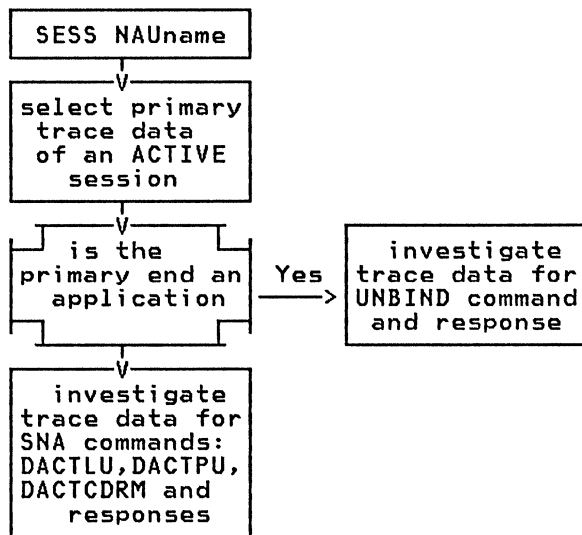 SESS NAUname
select primary
trace data
of an ACTIVE
session
is the
primary end an
application
Yes
investigate
trace data for
UNBIND command
and response
investigate
trace data for
SNA commands:
DACTLU,DACTPU,
DACTCDRM and
responses